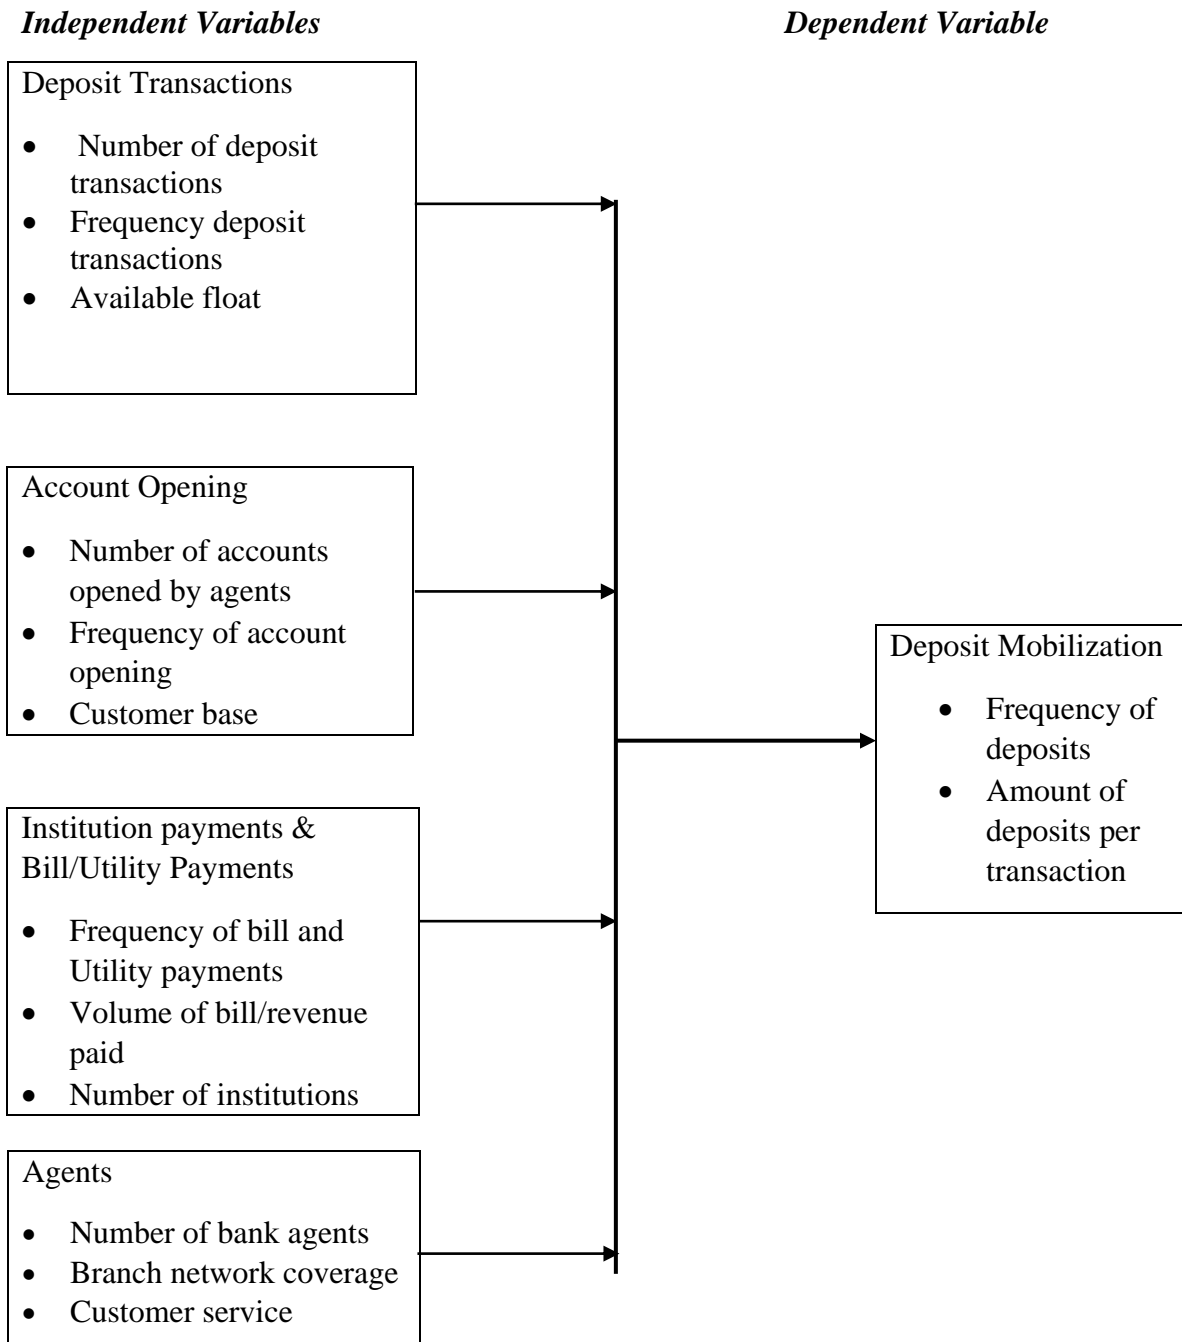 Independent Variables
Dependent Variable
Deposit Transactions
• Number of deposit
transactions
• Frequency deposit
transactions
• Available float
Account Opening
• Number of accounts
opened by agents
• Frequency of account
opening
• Customer base
Institution payments &
Bill/Utility Payments
• Frequency of bill and
Utility payments
• Volume of bill/revenue
paid
• Number of institutions
Agents
• Number of bank agents
• Branch network coverage
• Customer service
Deposit Mobilization
• Frequency of
deposits
• Amount of
deposits per
transaction